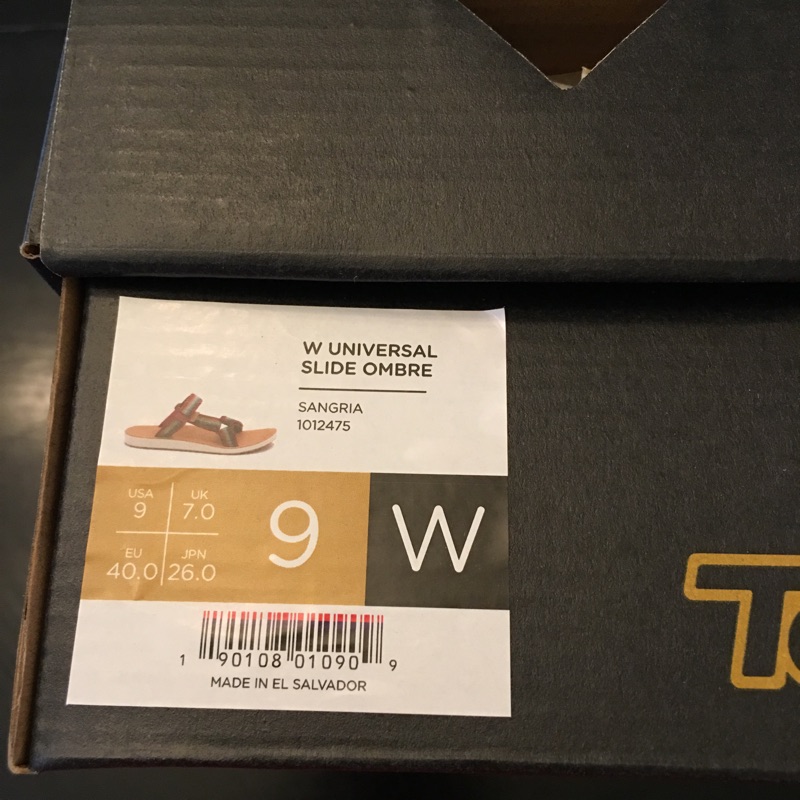 W UNIVERSAL
SLIDE OMBRE
SANGRIA
1012475
USA 9
UK 7.0
EU 40.0
JPN 26.0
9
W
1 90108 01090 9
MADE IN EL SALVADOR